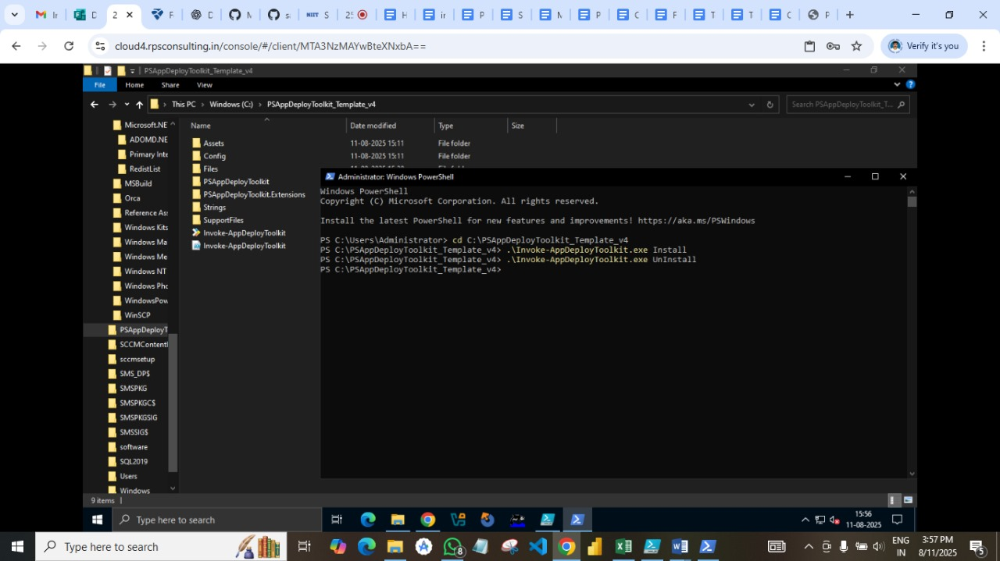 2
NIIT S
cloud4.rpsconsulting.in/console/#/client/MTA3NzMAYwBteXNxbA==
Verify it's you
PSAppDeployToolkit_Template_v4
File Home Share View
This PC > Windows (C:) > PSAppDeployToolkit_Template_v4
Search PSAppDeployToolkit_T...
Name Date modified Type Size
Microsoft.NE
ADOMD.NE
Primary Inte
RedistList
MSBuild
Orca
Reference Ass
Windows Kits
Windows Ma
Windows Me
Windows NT
Windows Pho
WindowsPow
WinSCP
PSAppDeployT
SCCMContentl
sccmsetup
SMS_DP$
SMSPKG
SMSPKGC$
SMSPKGSIG
SMSSIG$
software
SQL2019
Users
Windows
Assets 11-08-2025 15:11 File folder
Config 11-08-2025 15:11 File folder
Files
PSAppDeployToolkit
PSAppDeployToolkit.Extensions
Strings
SupportFiles
Invoke-AppDeployToolkit
Invoke-AppDeployToolkit
Administrator: Windows PowerShell
Windows PowerShell
Copyright (C) Microsoft Corporation. All rights reserved.
Install the latest PowerShell for new features and improvements! https://aka.ms/PSWindows
PS C:\Users\Administrator> cd C:\PSAppDeployToolkit_Template_v4
PS C:\PSAppDeployToolkit_Template_v4> .\Invoke-AppDeployToolkit.exe Install
PS C:\PSAppDeployToolkit_Template_v4> .\Invoke-AppDeployToolkit.exe UnInstall
PS C:\PSAppDeployToolkit_Template_v4>
9 items
Type here to search
15:56
11-08-2025
Type here to search
8
ENG
IN
3:57 PM
8/11/2025
5